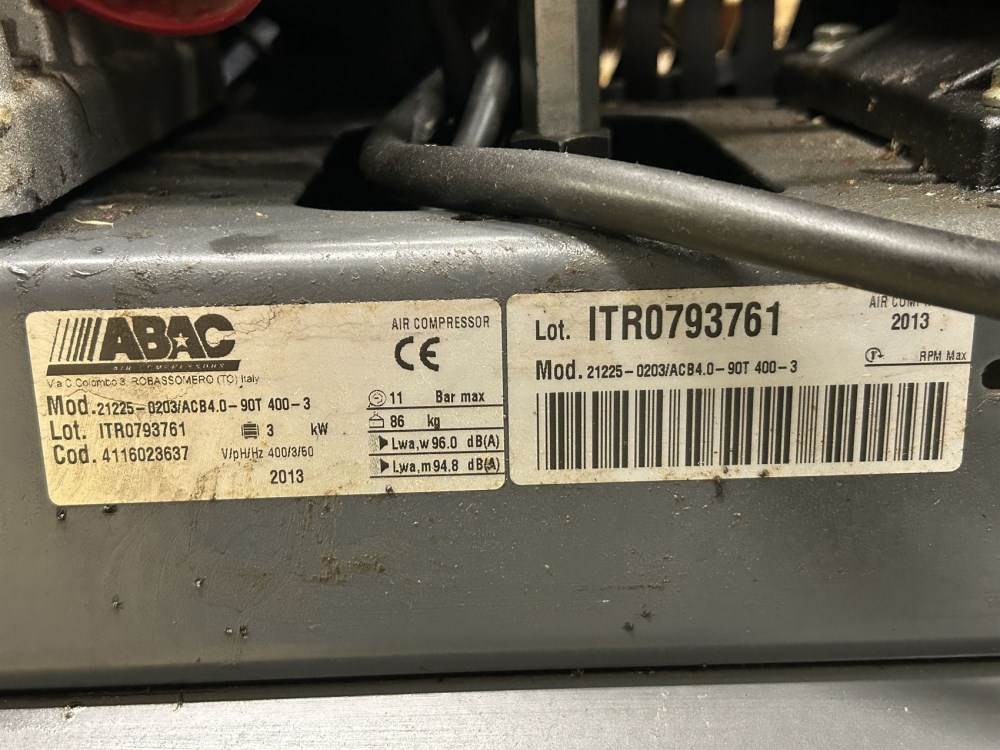 ABAC
AIR COMPRESSORS
Via C. Colombo 3, ROBASSOMERO (TO) Italy
AIR COMPRESSOR
CE
Mod. 21225-0203/ACB4.0-90T 400-3
Lot. ITR0793761
3 kW
Cod. 4116023637
V/pH/Hz 400/3/50
2013
11 Bar max
86 kg
Lwa,w 96.0 dB(A)
Lwa,m 94.8 dB(A)
Lot. ITR0793761
AIR
2013
RPM Max
Mod. 21225-0203/ACB4.0-90T 400-3